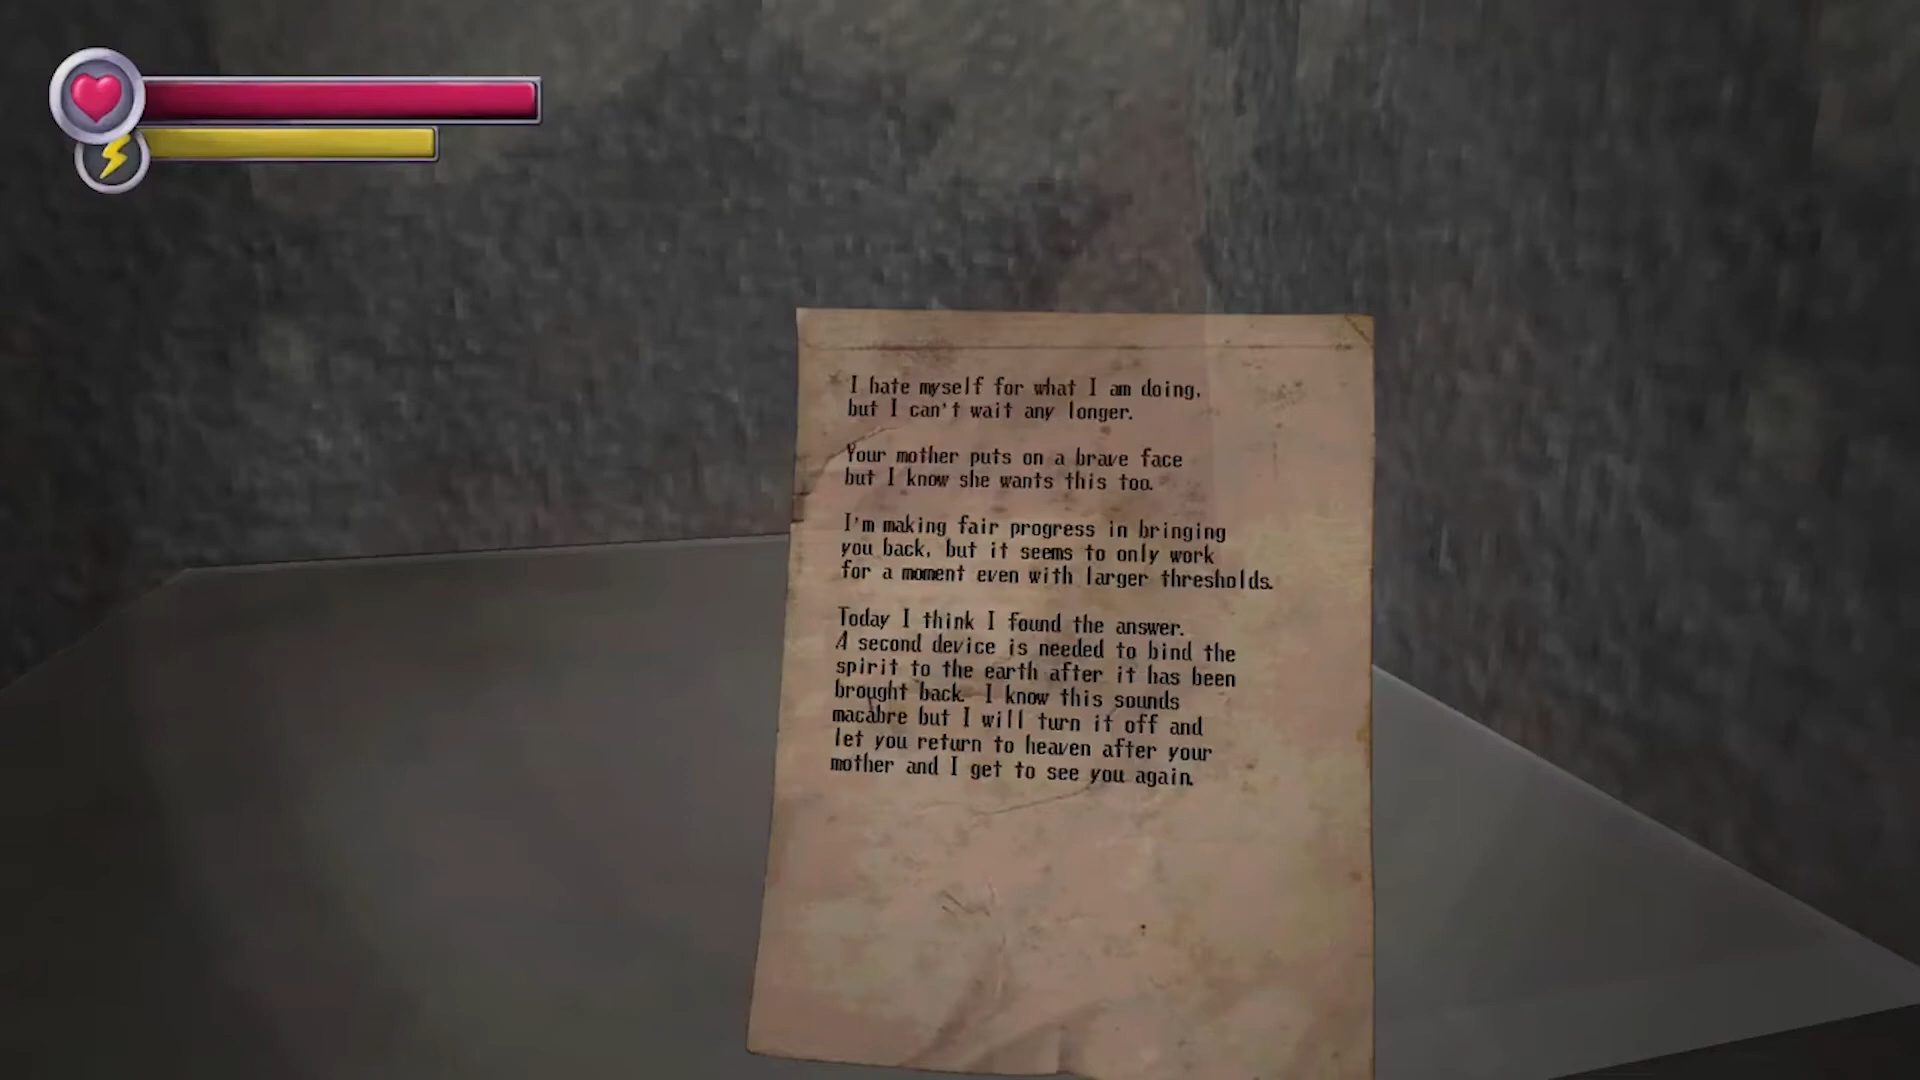 I hate myself for what I am doing,
but I can't wait any longer.
Your mother puts on a brave face
but I know she wants this too.
I'm making fair progress in bringing
you back, but it seems to only work
for a moment even with larger thresholds.
Today I think I found the answer.
A second device is needed to bind the
spirit to the earth after it has been
brought back. I know this sounds
macabre but I will turn it off and
let you return to heaven after your
mother and I get to see you again.